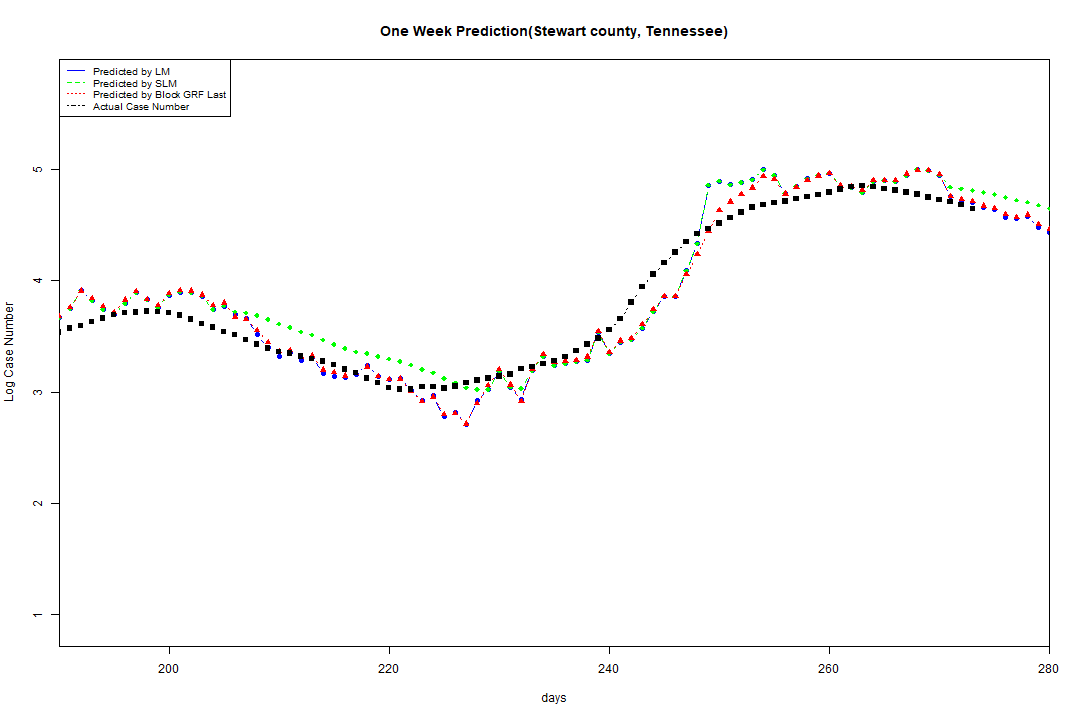 One Week Prediction(Stewart county, Tennessee)
Predicted by LM
Predicted by SLM
Predicted by Block GRF Last
Actual Case Number
5
4
3
2
1
Log Case Number
200 220 240 260 280
days